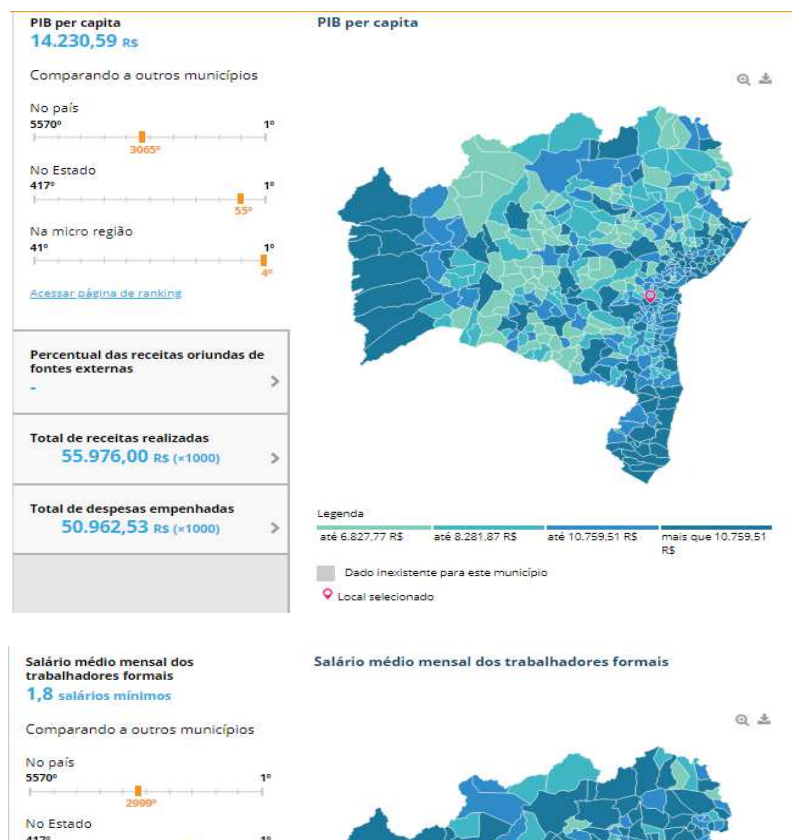 PIB per capita
14.230,59 R$
Comparando a outros municípios
No país
5570º 1º
3065º
No Estado
417º 1º
55º
Na micro região
41º 1º
4º
Acessar página de ranking
Percentual das receitas oriundas de
fontes externas
-
Total de receitas realizadas
55.976,00 R$ (×1000)
Total de despesas empenhadas
50.962,53 R$ (×1000)
PIB per capita
Legenda
até 6.827,77 R$ até 8.281,87 R$ até 10.759,51 R$ mais que 10.759,51
R$
Dado inexistente para este município
Local selecionado
Salário médio mensal dos
trabalhadores formais
1,8 salários mínimos
Comparando a outros municípios
No país
5570º 1º
2999º
No Estado
417º 1º
Salário médio mensal dos trabalhadores formais